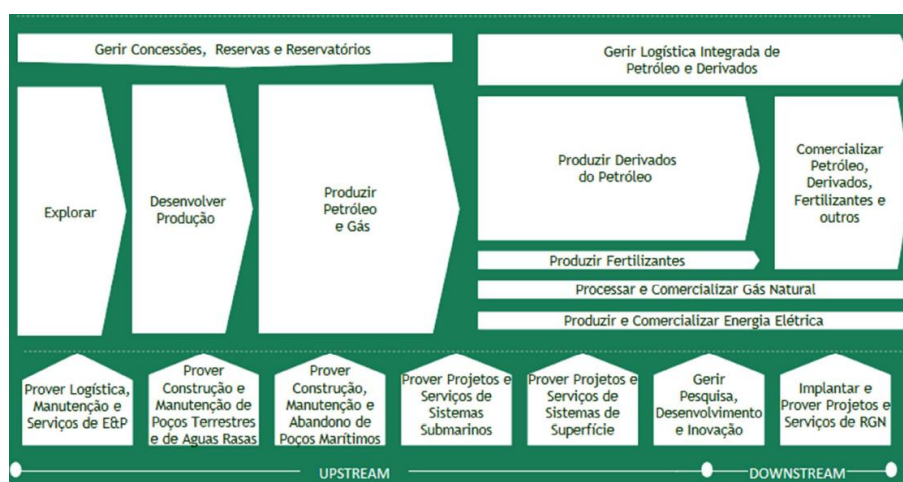 Gerir Concessões, Reservas e Reservatórios
Gerir Logística Integrada de
Petróleo e Derivados
Explorar
Desenvolver
Produção
Produzir
Petróleo
e Gás
Produzir Derivados
do Petróleo
Comercializar
Petróleo,
Derivados,
Fertilizantes e
outros
Produzir Fertilizantes
Processar e Comercializar Gás Natural
Produzir e Comercializar Energia Elétrica
Prover Logística,
Manutenção e
Serviços de E&P
Prover
Construção e
Manutenção de
Poços Terrestres
e de Aguas Rasas
Prover
Construção,
Manutenção e
Abandono de
Poços Marítimos
Prover Projetos e
Serviços de
Sistemas
Submarinos
Prover Projetos e
Serviços de
Sistemas de
Superfície
Gerir
Pesquisa,
Desenvolvimento
e Inovação
Implantar e
Prover Projetos e
Serviços de RGN
UPSTREAM
DOWNSTREAM